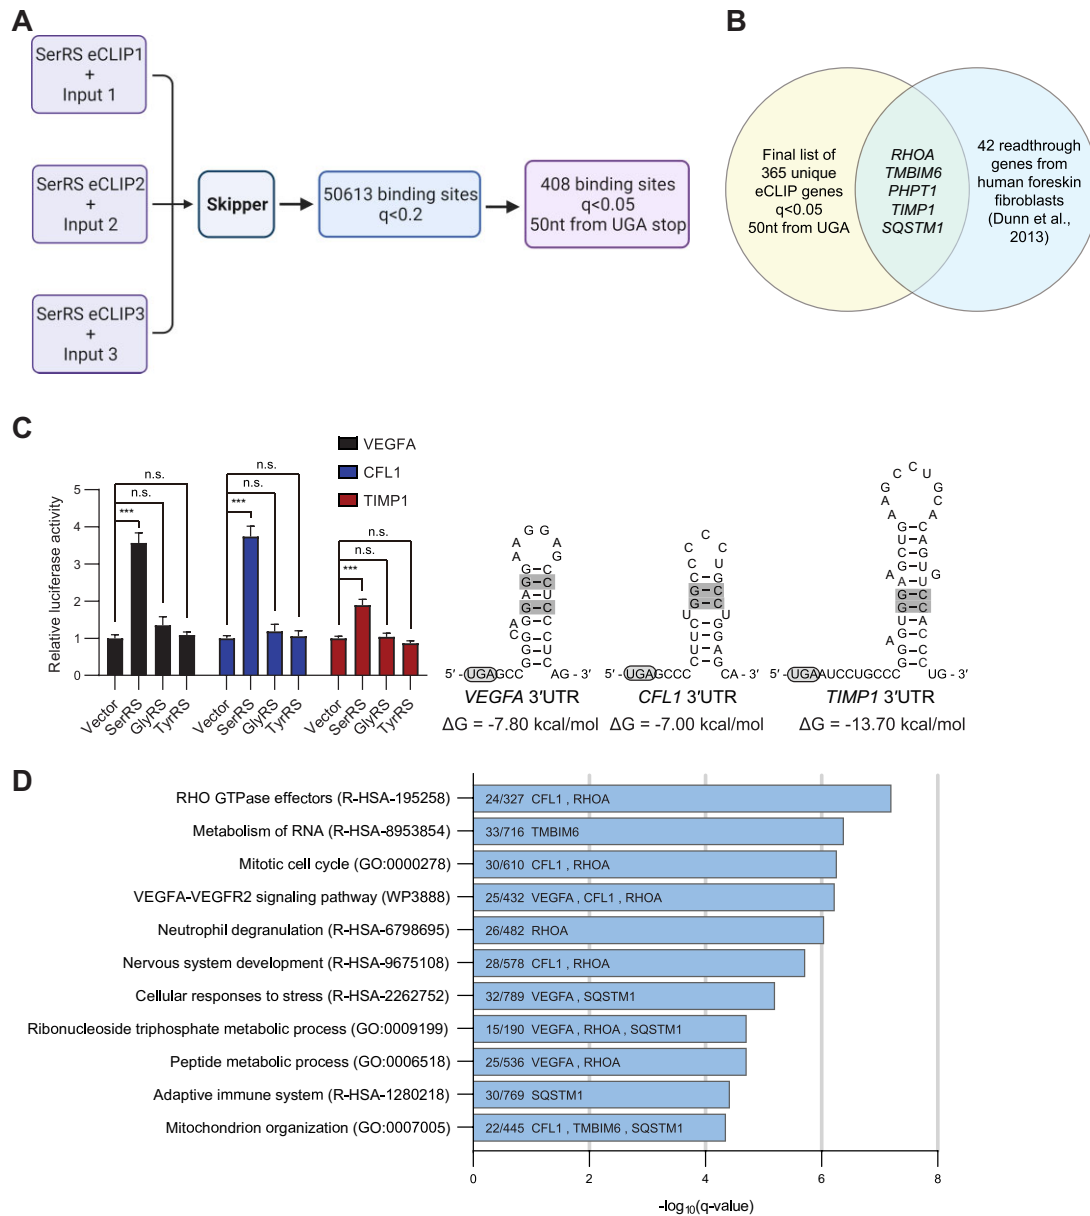 A
SerRS eCLIP1
+
Input 1
SerRS eCLIP2
+
Input 2
SerRS eCLIP3
+
Input 3
Skipper
50613 binding sites
q<0.2
408 binding sites
q<0.05
50nt from UGA stop
B
Final list of
365 unique
eCLIP genes
q<0.05
50nt from UGA
RHOA
TMBIM6
PHPT1
TIMP1
SQSTM1
42 readthrough
genes from
human foreskin
fibroblasts
(Dunn et al.,
2013)
C
Relative luciferase activity
5
4
3
2
1
0
n.s.
n.s.
***
n.s.
n.s.
***
n.s.
n.s.
***
VEGFA
CFL1
TIMP1
Vector
SerRS
GlyRS
TyrRS
Vector
SerRS
GlyRS
TyrRS
Vector
SerRS
GlyRS
TyrRS
5′ - UGAGCC
AG - 3′
VEGFA 3′UTR
ΔG = -7.80 kcal/mol
5′ - UGAGCCC
CA - 3′
CFL1 3′UTR
ΔG = -7.00 kcal/mol
5′ - UGAAUCCUGCCC
UG - 3′
TIMP1 3′UTR
ΔG = -13.70 kcal/mol
D
RHO GTPase effectors (R-HSA-195258)
24/327 CFL1 , RHOA
Metabolism of RNA (R-HSA-8953854)
33/716 TMBIM6
Mitotic cell cycle (GO:0000278)
30/610 CFL1 , RHOA
VEGFA-VEGFR2 signaling pathway (WP3888)
25/432 VEGFA , CFL1 , RHOA
Neutrophil degranulation (R-HSA-6798695)
26/482 RHOA
Nervous system development (R-HSA-9675108)
28/578 CFL1 , RHOA
Cellular responses to stress (R-HSA-2262752)
32/789 VEGFA , SQSTM1
Ribonucleoside triphosphate metabolic process (GO:0009199)
15/190 VEGFA , RHOA , SQSTM1
Peptide metabolic process (GO:0006518)
25/536 VEGFA , RHOA
Adaptive immune system (R-HSA-1280218)
30/769 SQSTM1
Mitochondrion organization (GO:0007005)
22/445 CFL1 , TMBIM6 , SQSTM1
0
2
4
6
8
-log10(q-value)